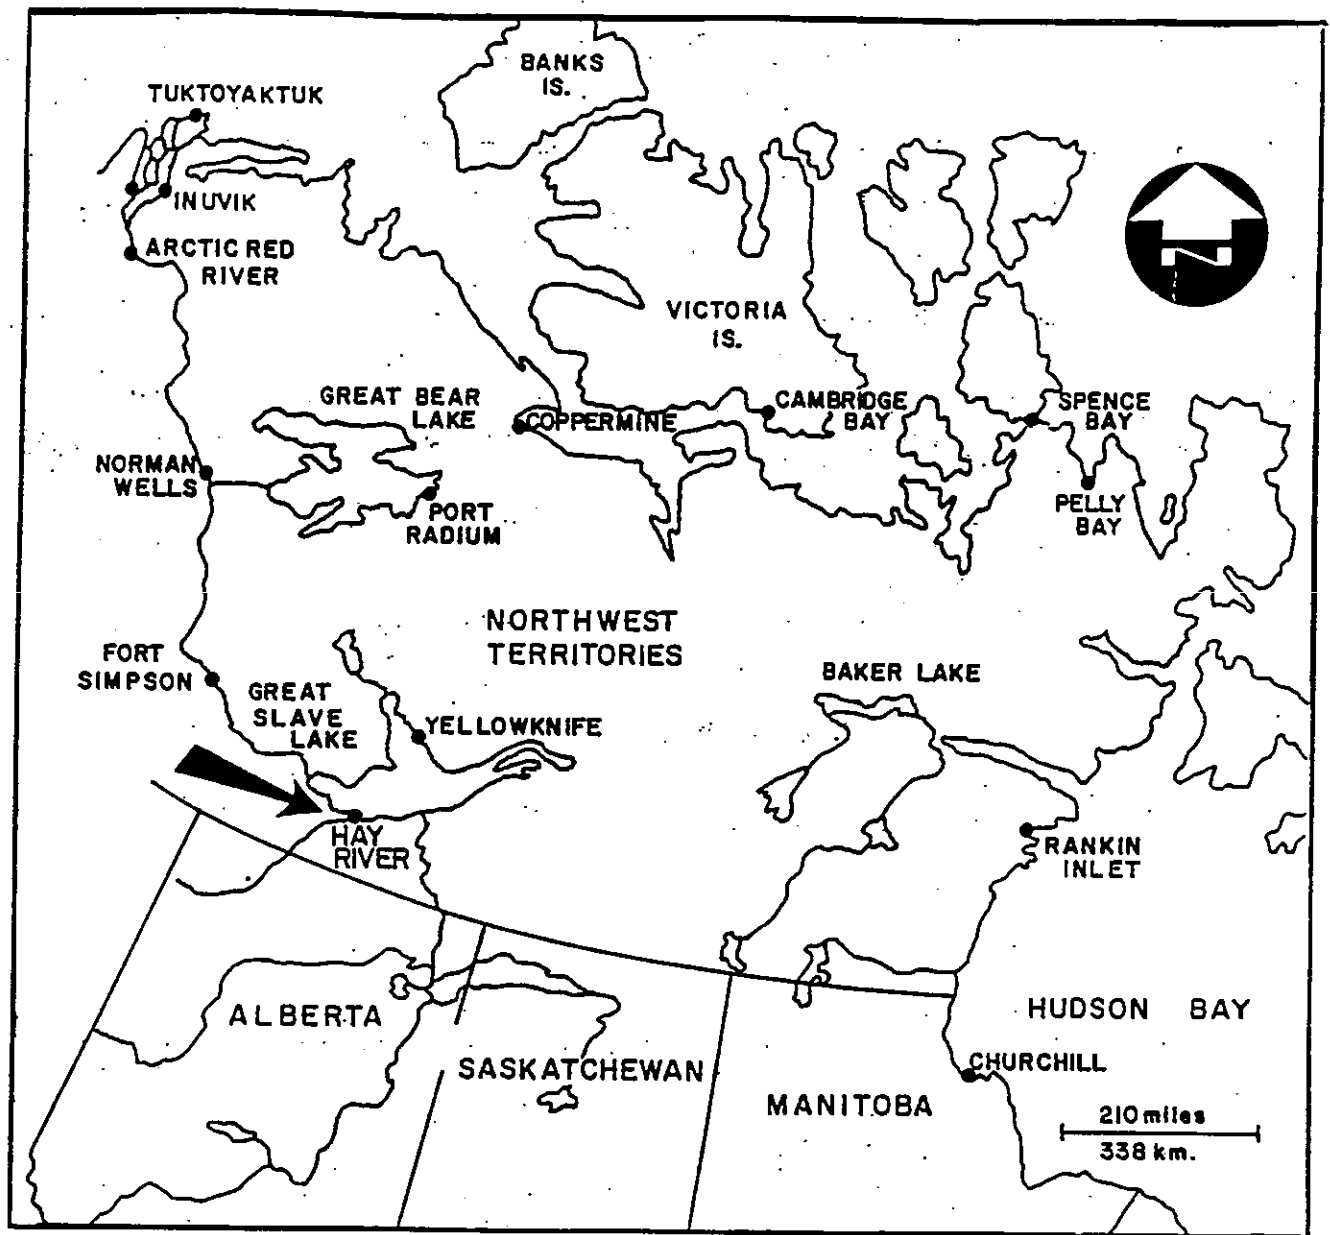 BANKS
IS.
TUKTOYAKTUK
INUVIK
ARCTIC RED
RIVER
VICTORIA
IS.
GREAT BEAR
LAKE
COPPERMINE
CAMBRIDGE
BAY
SPENCE
BAY
NORMAN
WELLS
PORT
RADIUM
PELLY
BAY
NORTHWEST
TERRITORIES
FORT
SIMPSON
GREAT
SLAVE
LAKE
YELLOWKNIFE
BAKER LAKE
HAY
RIVER
RANKIN
INLET
ALBERTA
SASKATCHEWAN
MANITOBA
HUDSON BAY
CHURCHILL
210 miles
338 km.
N